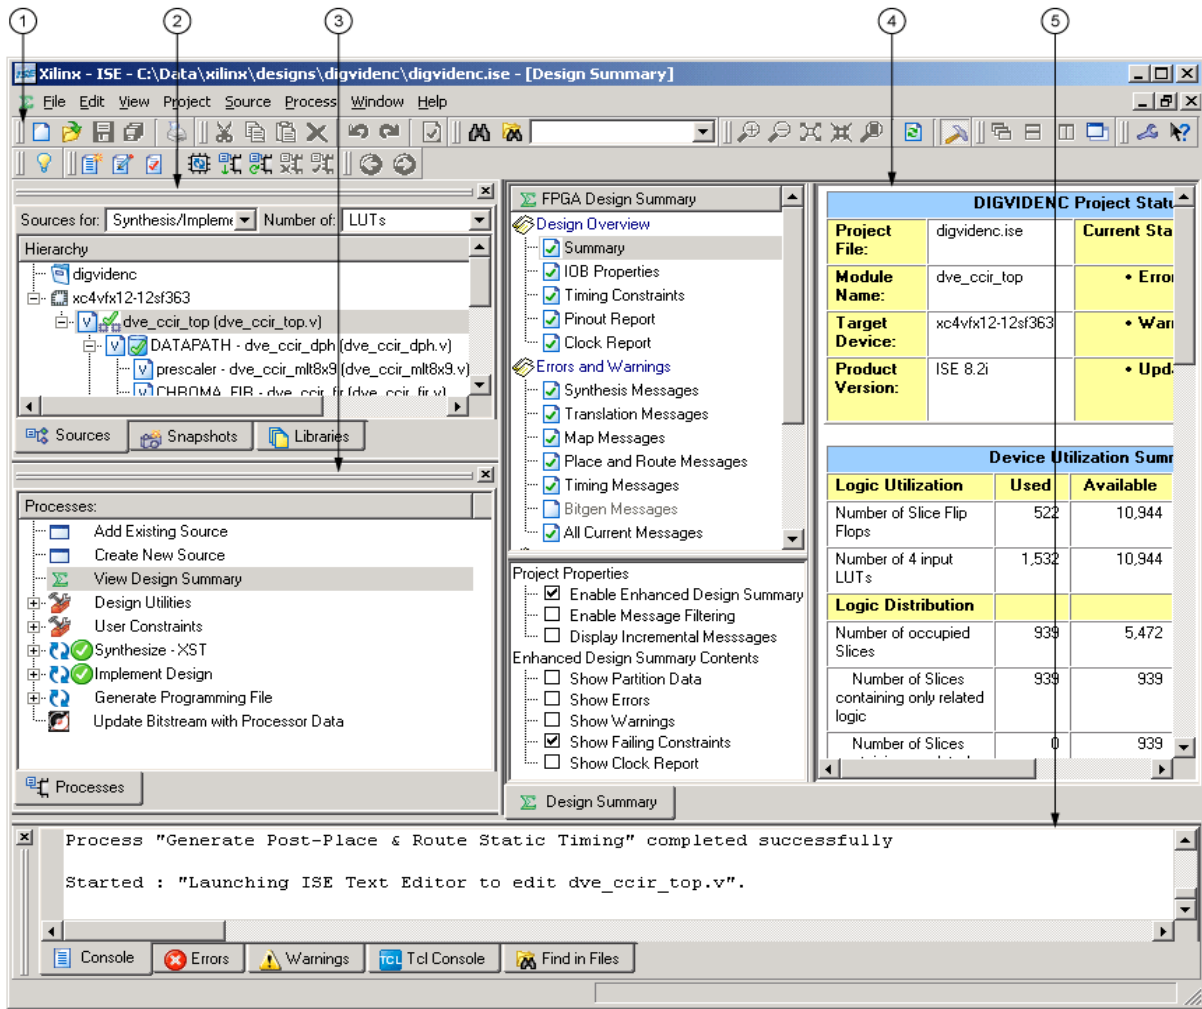 1 2 3 4 5
Xilinx - ISE - C:\Data\xilinx\designs\digvidenc\digvidenc.ise - [Design Summary]
File Edit View Project Source Process Window Help
Sources for: Synthesis/Impleme Number of: LUTs
Hierarchy
digvidenc
xc4vfx12-12sf363
V dve_ccir_top (dve_ccir_top.v)
V DATAPATH - dve_ccir_dph (dve_ccir_dph.v)
V prescaler - dve_ccir_mlt8x9 (dve_ccir_mlt8x9.v)
V CHROMA_FIR - dve_ccir_fir (dve_ccir_fir.v)
Sources Snapshots Libraries
Processes:
Add Existing Source
Create New Source
View Design Summary
Design Utilities
User Constraints
Synthesize - XST
Implement Design
Generate Programming File
Update Bitstream with Processor Data
Processes
FPGA Design Summary
Design Overview
Summary
IOB Properties
Timing Constraints
Pinout Report
Clock Report
Errors and Warnings
Synthesis Messages
Translation Messages
Map Messages
Place and Route Messages
Timing Messages
Bitgen Messages
All Current Messages
Project Properties
Enable Enhanced Design Summary
Enable Message Filtering
Display Incremental Messsages
Enhanced Design Summary Contents
Show Partition Data
Show Errors
Show Warnings
Show Failing Constraints
Show Clock Report
Design Summary
DIGVIDENC Project Statu
Project File: digvidenc.ise Current Sta
Module Name: dve_ccir_top • Error
Target Device: xc4vfx12-12sf363 • Warn
Product Version: ISE 8.2i • Upda
Device Utilization Summ
Logic Utilization Used Available
Number of Slice Flip Flops 522 10,944
Number of 4 input LUTs 1,532 10,944
Logic Distribution
Number of occupied Slices 939 5,472
Number of Slices containing only related logic 939 939
Number of Slices 0 939
Process "Generate Post-Place & Route Static Timing" completed successfully
Started : "Launching ISE Text Editor to edit dve_ccir_top.v".
Console Errors Warnings TCL Tcl Console Find in Files